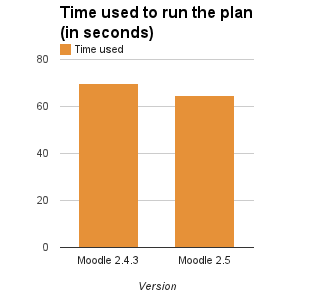 Time used to run the plan
(in seconds)
Time used
80
60
40
20
0
Moodle 2.4.3 Moodle 2.5
Version